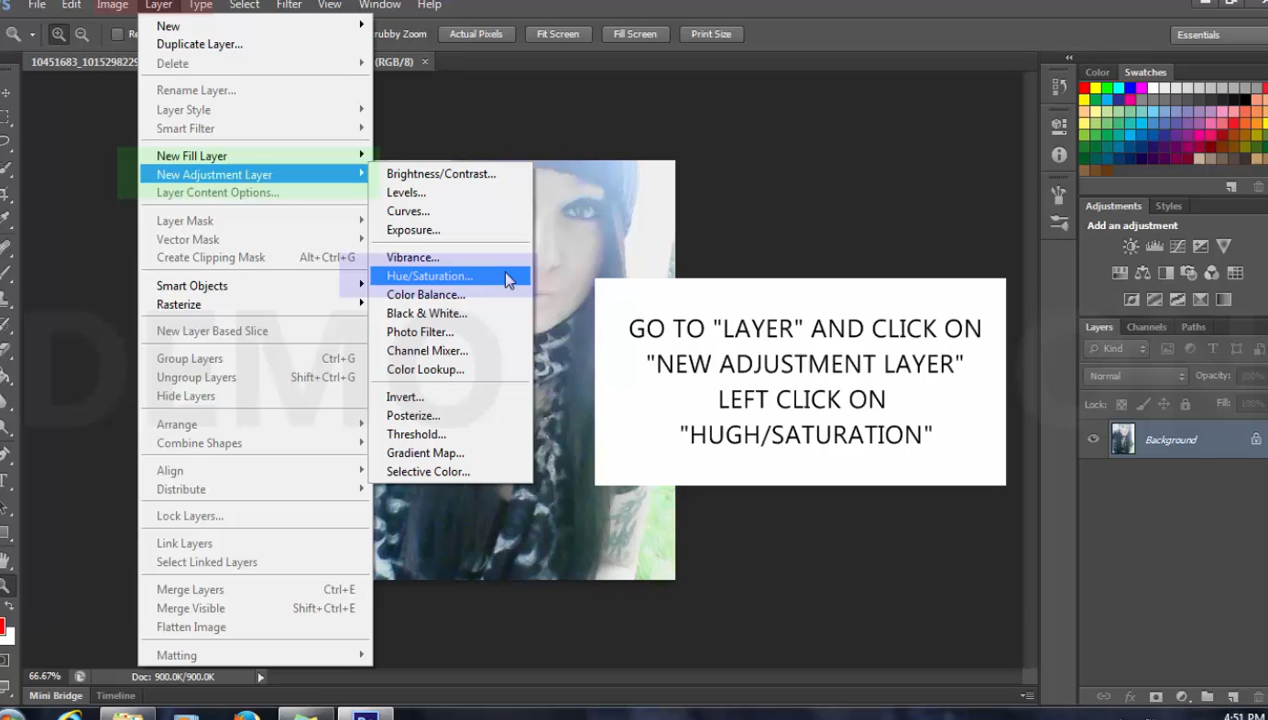 File Edit Image Layer Type Select Filter View Window Help
Actual Pixels Fit Screen Fill Screen Print Size Essentials
(RGB/8) ×
New
Duplicate Layer...
Delete
Rename Layer...
Layer Style
Smart Filter
New Fill Layer
New Adjustment Layer
Layer Content Options...
Layer Mask
Vector Mask
Create Clipping Mask Alt+Ctrl+G
Smart Objects
Rasterize
New Layer Based Slice
Group Layers Ctrl+G
Ungroup Layers Shift+Ctrl+G
Hide Layers
Arrange
Combine Shapes
Align
Distribute
Lock Layers...
Link Layers
Select Linked Layers
Merge Layers Ctrl+E
Merge Visible Shift+Ctrl+E
Flatten Image
Matting
Brightness/Contrast...
Levels...
Curves...
Exposure...
Vibrance...
Hue/Saturation...
Color Balance...
Black & White...
Photo Filter...
Channel Mixer...
Color Lookup...
Invert...
Posterize...
Threshold...
Gradient Map...
Selective Color...
GO TO "LAYER" AND CLICK ON
"NEW ADJUSTMENT LAYER"
LEFT CLICK ON
"HUGH/SATURATION"
DEMO
Color Swatches
Adjustments Styles
Add an adjustment
Layers Channels Paths
Kind
Normal Opacity: 100%
Lock: Fill: 100%
Background
66.67% Doc: 900.0K/900.0K
Mini Bridge Timeline
4:51 PM